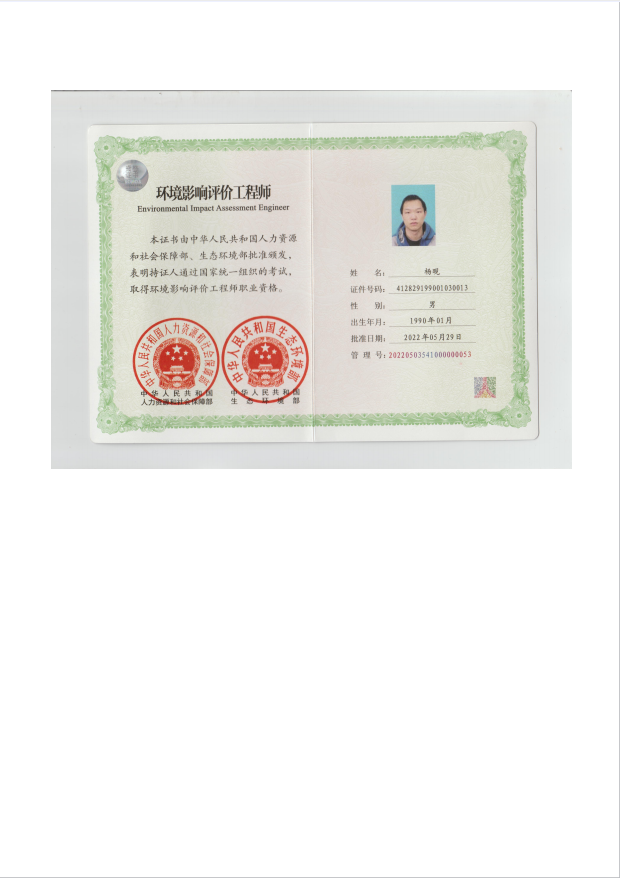 环境影响评价工程师
Environmental Impact Assessment Engineer
本证书由中华人民共和国人力资源
和社会保障部、生态环境部批准颁发，
表明持证人通过国家统一组织的考试，
取得环境影响评价工程师职业资格。
中华人民共和国人力资源和社会保障部
中华人民共和国生态环境部
中华人民共和国
人力资源和社会保障部
中华人民共和国
生态环境部
姓 名： 杨觊
证件号码： 412829199001030013
性 别： 男
出生年月： 1990年01月
批准日期： 2022年05月29日
管 理 号： 20220503541000000053